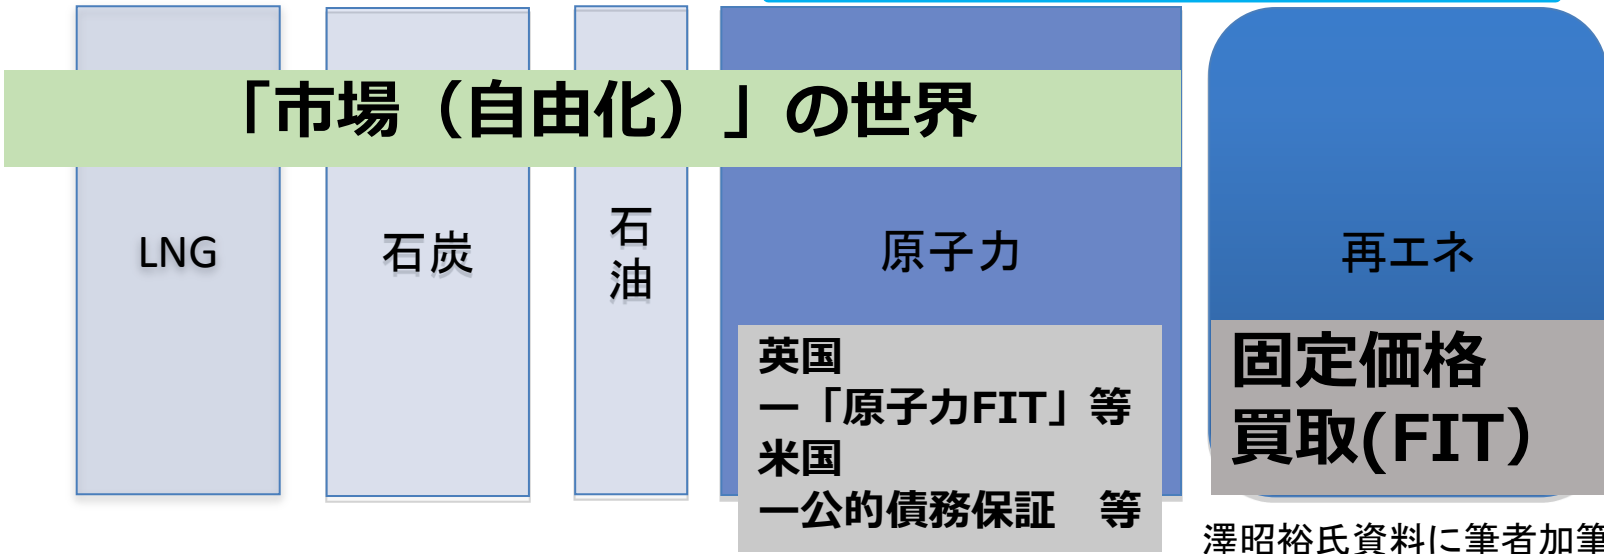 「市場（自由化）」の世界
LNG
石炭
石油
原子力
再エネ
英国
ー「原子力FIT」等
米国
ー公的債務保証　等
固定価格
買取(FIT）
澤昭裕氏資料に筆者加筆